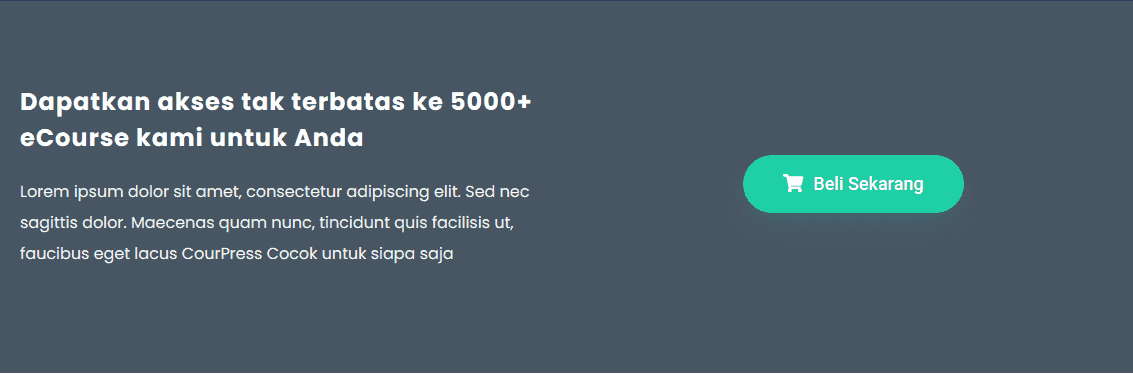 Dapatkan akses tak terbatas ke 5000+
eCourse kami untuk Anda
Lorem ipsum dolor sit amet, consectetur adipiscing elit. Sed nec
sagittis dolor. Maecenas quam nunc, tincidunt quis facilisis ut,
faucibus eget lacus CourPress Cocok untuk siapa saja
Beli Sekarang